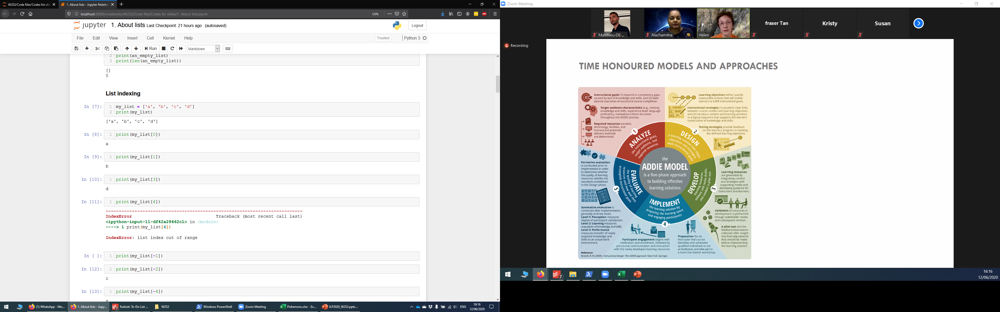 W2S3/Code files/Codes for slid
1. About lists - Jupyter Notebo
localhost:8888/notebooks/W2S3/Code files/Codes for slides/1. About lists.ipynb
120%
ABP
jupyter 1. About lists Last Checkpoint: 21 hours ago (autosaved)
Logout
File Edit View Insert Cell Kernel Help
Trusted
Python 3
Run
Markdown
2 print(an_empty_list)
3 print(len(an_empty_list))
[]
0
List indexing
In [7]: 1 my_list = ['a', 'b', 'c', 'd']
2 print(my_list)
['a', 'b', 'c', 'd']
In [8]: 1 print(my_list[0])
a
In [9]: 1 print(my_list[1])
b
In [10]: 1 print(my_list[3])
d
In [11]: 1 print(my_list[4])
IndexError Traceback (most recent call last)
<ipython-input-11-df42a28462c1> in <module>
----> 1 print(my_list[4])
IndexError: list index out of range
In [ ]: 1 print(my_list[-1])
In [12]: 1 print(my_list[-2])
c
In [13]: 1 print(my_list[-4])
a
(1) WhatsApp - Mo...
1. About lists - Jupy...
7
Todoist: To-Do List ...
W2S3
Windows PowerShell
Zoom Meeting
Pokemons.xlsx - Ex...
ILP2020_W2S3.pptx...
ENG
16:16
12/06/2020
Zoom Meeting
Matthieu DE ...
Nachamma
Helen
fraser Tan
Kristy
Susan
Recording
TIME HONOURED MODELS AND APPROACHES
Instructional goals (1) respond to competency gaps
caused by lack of knowledge and skills, and (2) state
desired outcomes of successful course completion.
Target audience characteristics (e.g., existing
knowledge and skills, experience level, language
proficiency, motivation) inform decisions
throughout the ADDIE process.
Required resources (content,
technology, facilities, and
human) and potential
delivery methods
are determined.
Learning objectives define specific,
measurable actions that will enable
learners to fulfill instructional goals.
Instructional strategies (1) establish clear links
between course content and learning objectives,
and (2) introduce content and learning activities
in a logical sequence that supports the learners'
construction of knowledge and skills.
Testing strategies provide feedback
on the learners' progress in meeting
the defined learning objectives.
1
ANALYZE
the instructional goals,
target audience, and
required resources
2
DESIGN
a learning solution that aligns
objectives and strategies
with instructional goals
the
ADDIE MODEL
is a five-phase approach
to building effective
learning solutions
3
DEVELOP
learning resources,
validate and revise drafts,
and conduct a pilot test
4
IMPLEMENT
the learning solution by
preparing the learning space
and engaging participants
5
EVALUATE
the quality of learning
resources and how well they
accomplish instructional goals
Learning resources
are generated by
integrating content
and strategies with
supporting media and
developing guidance for
instructors and learners.
Validation of resources in
development is performed
through stakeholder review
and subsequent revision.
A pilot test and the
feedback/observations
collected offer insight
into final adjustments
that should be made
before implementing
the learning solution.
Formative evaluation
is conducted prior to
implementation in order
to determine whether
the quality of learning
resources satisfies the
standards established
in the Design phase.
Summative evaluation is
conducted after implementation,
generally at three levels:
Level 1: Perception measures
degree of participant satisfaction.
Level 2: Learning measures
acquisition of knowledge and skills.
Level 3: Performance
measures transfer of newly
acquired knowledge and
skills to an actual work
environment.
Participant engagement begins with
notification and enrollment, followed by
pre-course communication and interaction
with the newly developed learning resources.
Preparation for an
instructor-led course
identifies and schedules
qualified individuals to act
as facilitators and take part in
a train-the-trainer workshop.
Reference:
Branch, R. M. (2009). Instructional design: The ADDIE approach. New York: Springer.
7
16:16
12/06/2020